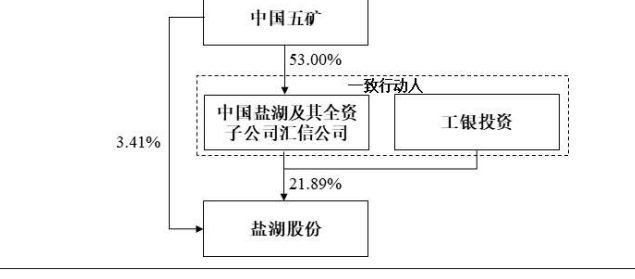 中国五矿
53.00%
一致行动人
中国盐湖及其全资
子公司汇信公司
工银投资
3.41%
21.89%
盐湖股份